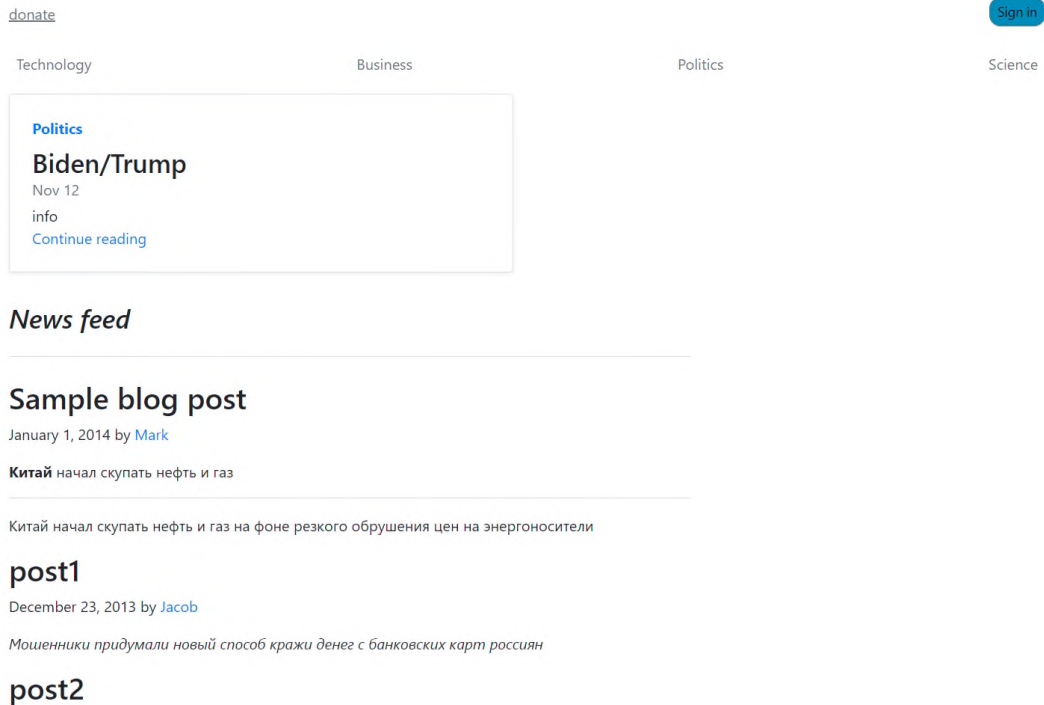 donate
Sign in
Technology Business Politics Science
Politics
Biden/Trump
Nov 12
info
Continue reading
News feed
Sample blog post
January 1, 2014 by Mark
Китай начал скупать нефть и газ
Китай начал скупать нефть и газ на фоне резкого обрушения цен на энергоносители
post1
December 23, 2013 by Jacob
Мошенники придумали новый способ кражи денег с банковских карт россиян
post2